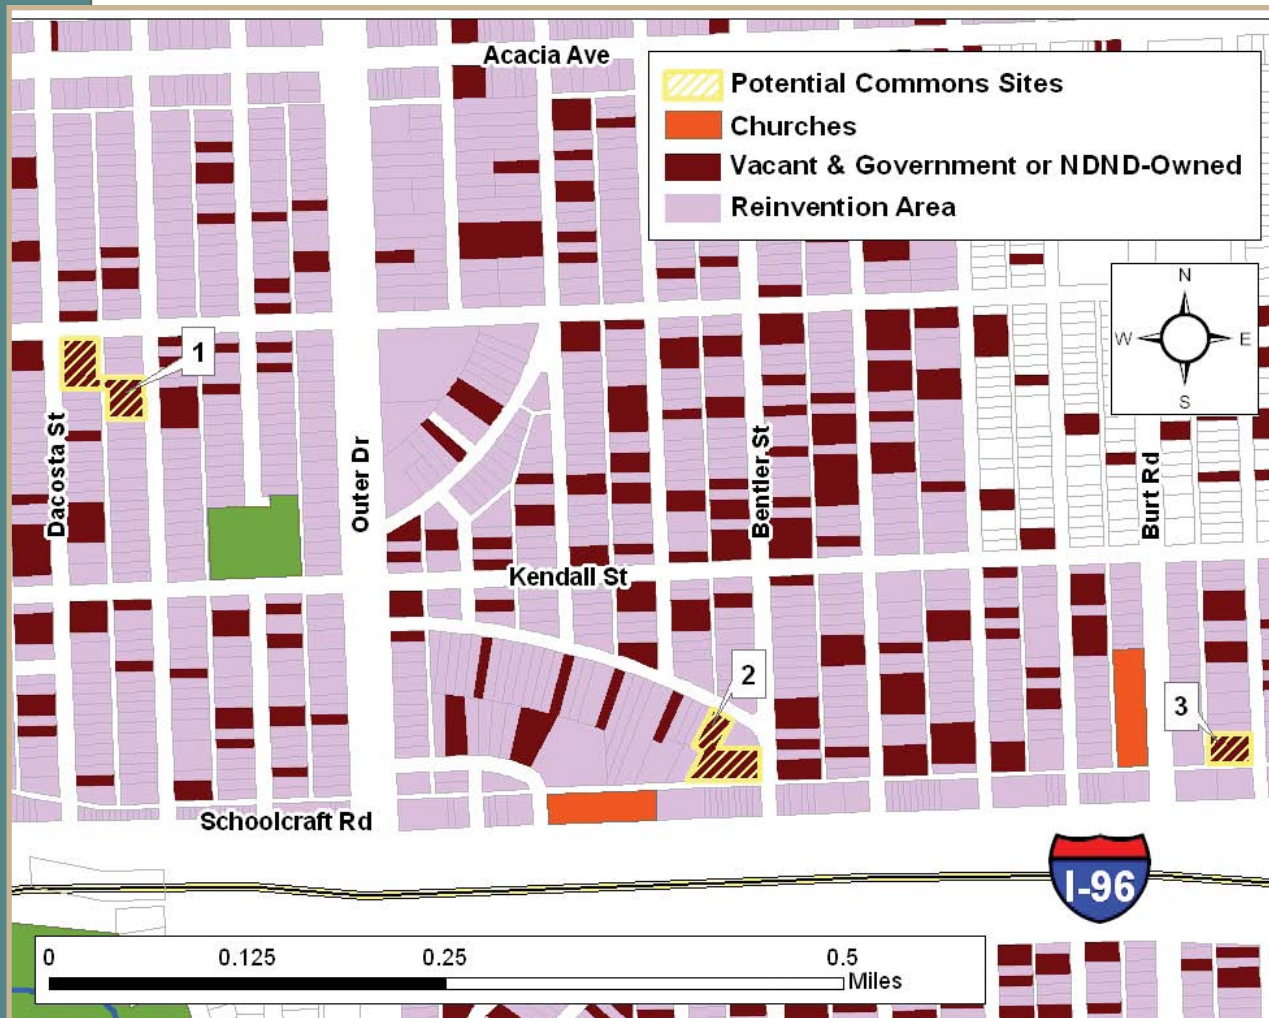 Acacia Ave
Potential Commons Sites
Churches
Vacant & Government or NDND-Owned
Reinvention Area
N
W
E
S
1
Dacosta St
Outer Dr
Bentler St
Burt Rd
Kendall St
2
3
Schoolcraft Rd
I-96
0
0.125
0.25
0.5
Miles